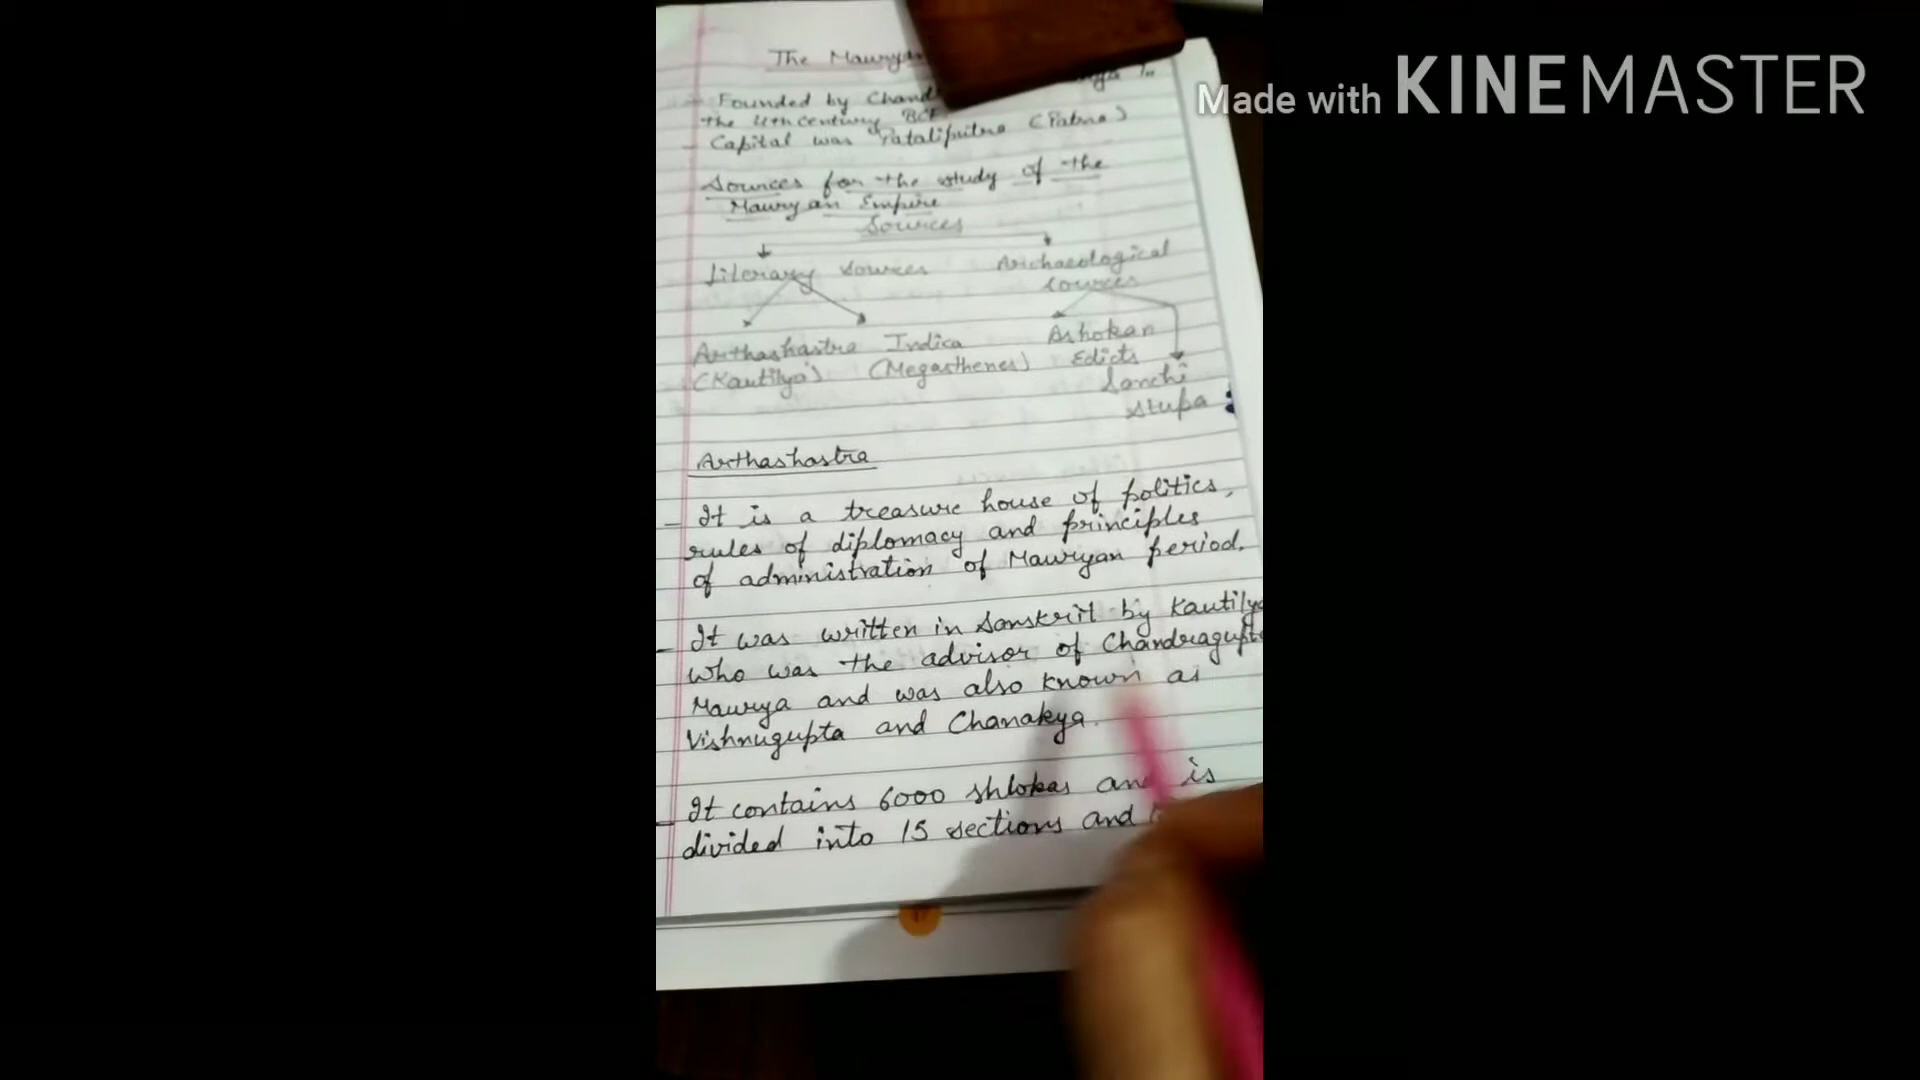 The Maurya
Made with KINEMASTER
- Founded by Chand
the 4th century BCE
- Capital was Pataliputra (Patna)
Sources for the study of the
Mauryan Empire
Sources
Literary sources Archaeological
sources
Arthashastra Indica Ashokan
(Kautilya) (Megasthenes) Edicts
Sanchi
stupa
Arthashastra
- It is a treasure house of politics,
rules of diplomacy and principles
of administration of Mauryan period.
- It was written in Sanskrit by Kautilya
who was the advisor of Chandragupta
Maurya and was also known as
Vishnugupta and Chanakya.
- It contains 6000 shlokas and is
divided into 15 sections and